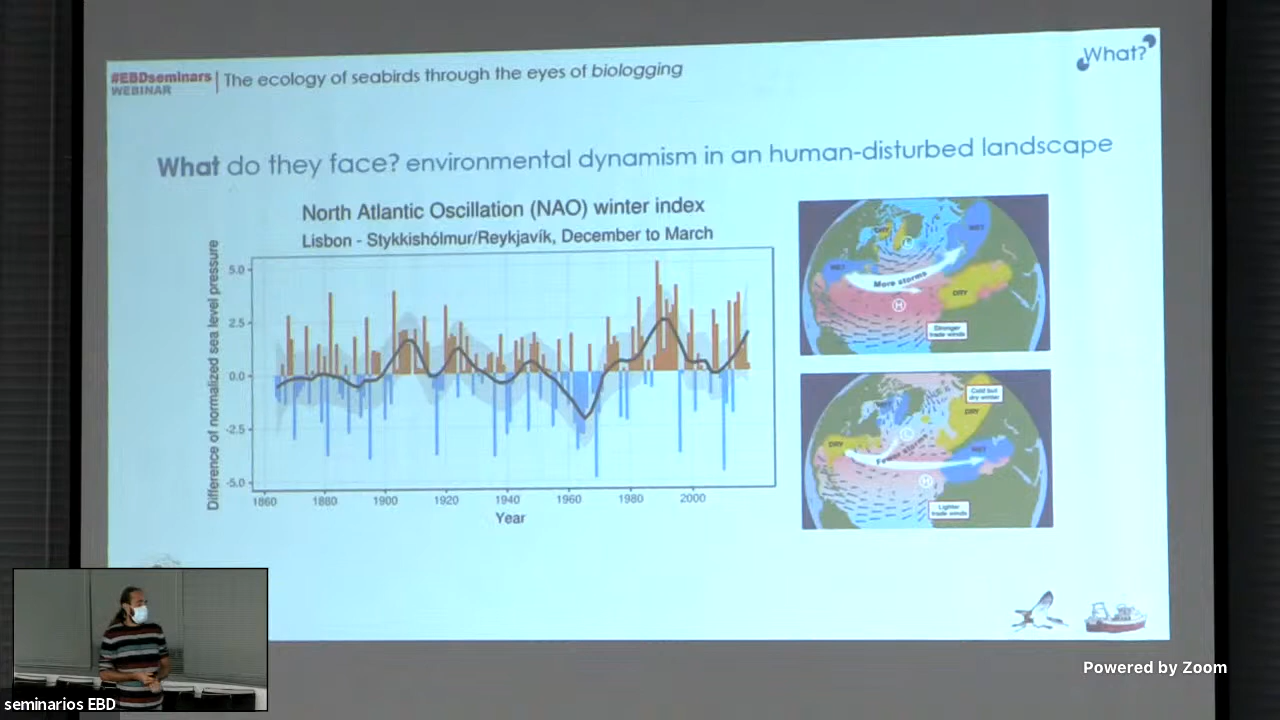 #EBDseminars
WEBINAR
The ecology of seabirds through the eyes of biologging
What?
What do they face? environmental dynamism in an human-disturbed landscape
North Atlantic Oscillation (NAO) winter index
Lisbon - Stykkishólmur/Reykjavík, December to March
Difference of normalized sea level pressure
5.0
2.5
0.0
-2.5
-5.0
1860 1880 1900 1920 1940 1960 1980 2000
Year
DRY
L
WET
WET
More storms
DRY
H
Stronger
trade winds
Cold but
dry winter
DRY
DRY
L
Fewer storms
WET
H
Lighter
trade winds
seminarios EBD
Powered by Zoom